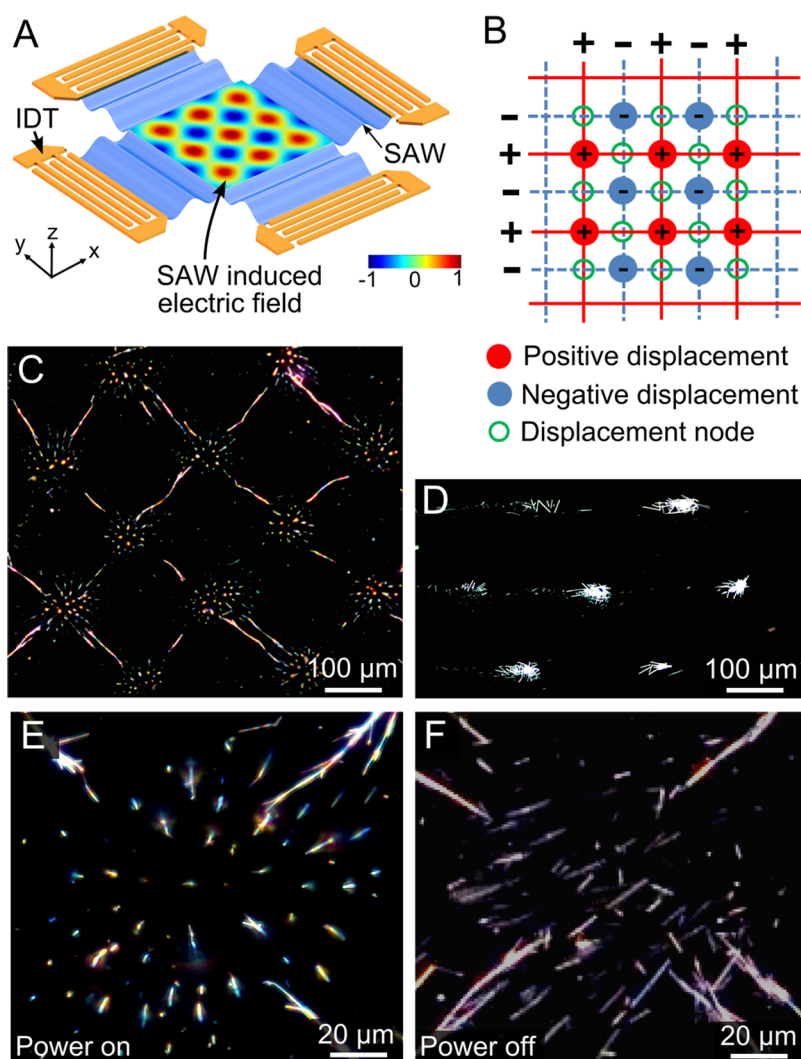 A
IDT
SAW
SAW induced
electric field
y z x
-1 0 1
B
+ - + - +
-
- -
+
+ + +
-
- -
+
+ + +
-
- -
Positive displacement
Negative displacement
Displacement node
C
100 µm
D
100 µm
E
Power on
20 µm
F
Power off
20 µm